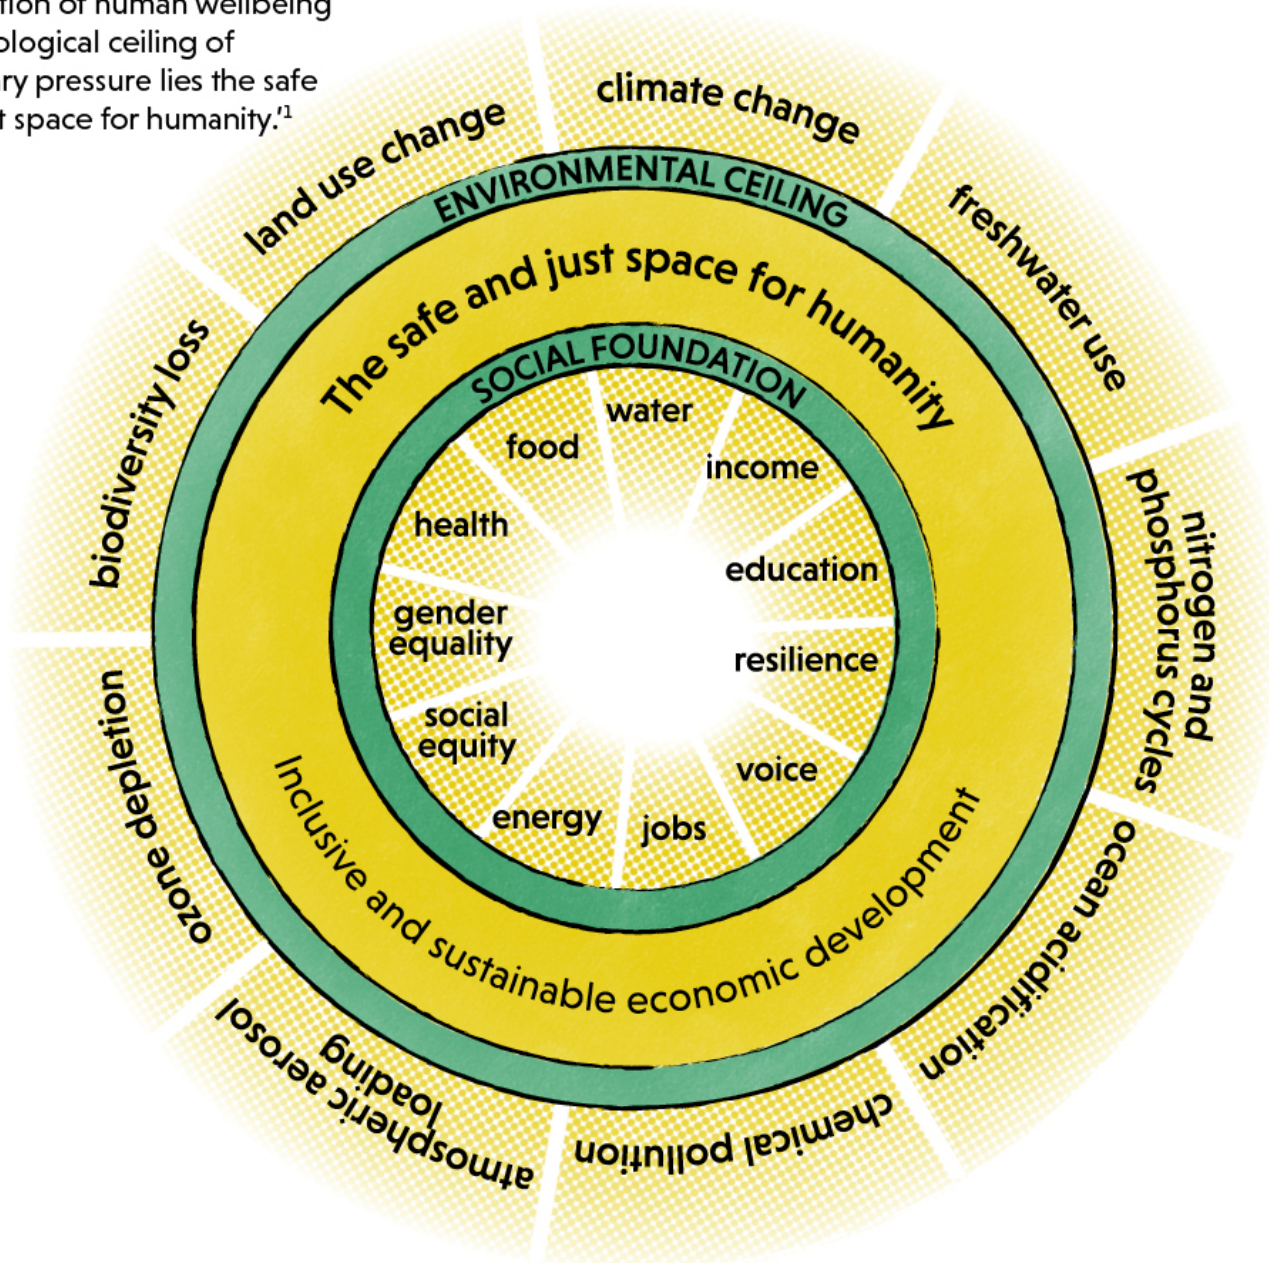 of human wellbeing
ceiling of
pressure lies the safe
space for humanity.'1
climate change
freshwater use
nitrogen and
phosphorus cycles
ocean acidification
chemical pollution
atmospheric aerosol
loading
ozone depletion
biodiversity loss
land use change
ENVIRONMENTAL CEILING
The safe and just space for humanity
SOCIAL FOUNDATION
water
income
education
resilience
voice
jobs
energy
social
equity
gender
equality
health
food
Inclusive and sustainable economic development